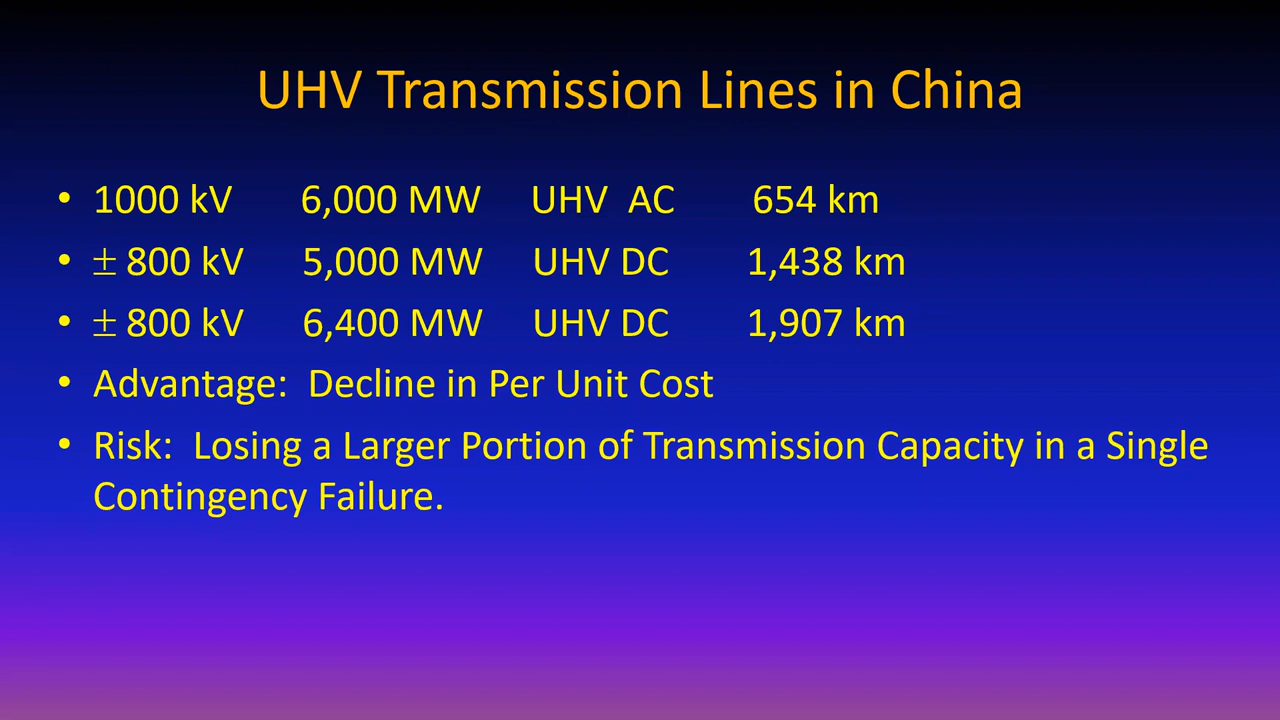 UHV Transmission Lines in China
• 1000 kV 6,000 MW UHV AC 654 km
• ± 800 kV 5,000 MW UHV DC 1,438 km
• ± 800 kV 6,400 MW UHV DC 1,907 km
• Advantage: Decline in Per Unit Cost
• Risk: Losing a Larger Portion of Transmission Capacity in a Single
Contingency Failure.